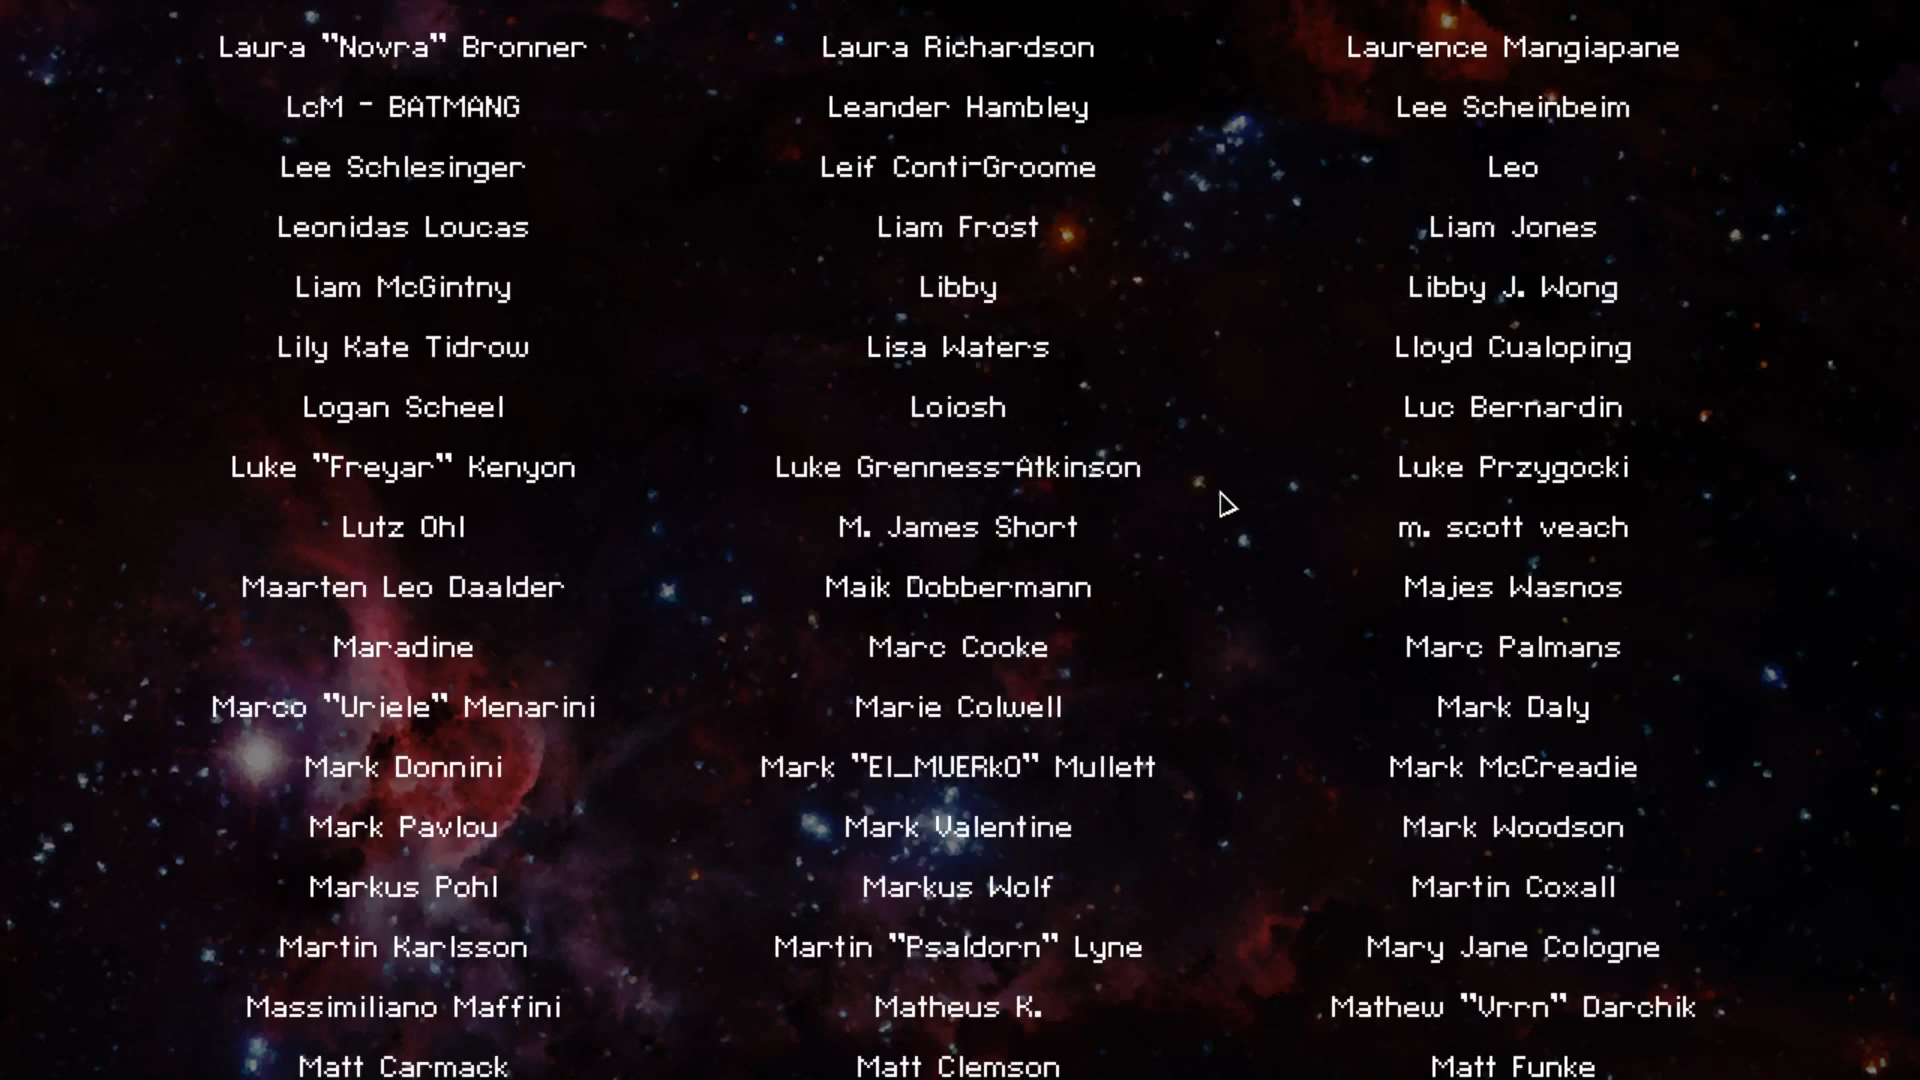 Laura "Novra" Bronner Laura Richardson Laurence Mangiapane
LcM - BATMANG Leander Hambley Lee Scheinbeim
Lee Schlesinger Leif Conti-Groome Leo
Leonidas Loucas Liam Frost Liam Jones
Liam McGintny Libby Libby J. Wong
Lily Kate Tidrow Lisa Waters Lloyd Cualoping
Logan Scheel Loiosh Luc Bernardin
Luke "Freyar" Kenyon Luke Grenness-Atkinson Luke Przygocki
Lutz Ohl M. James Short m. scott veach
Maarten Leo Daalder Maik Dobbermann Majes Wasnos
Maradine Marc Cooke Marc Palmans
Marco "Uriele" Menarini Marie Colwell Mark Daly
Mark Donnini Mark "El_MUERkO" Mullett Mark McCreadie
Mark Pavlou Mark Valentine Mark Woodson
Markus Pohl Markus Wolf Martin Coxall
Martin Karlsson Martin "Psaldorn" Lyne Mary Jane Cologne
Massimiliano Maffini Matheus K. Mathew "Vrrn" Darchik
Matt Carmack Matt Clemson Matt Funke